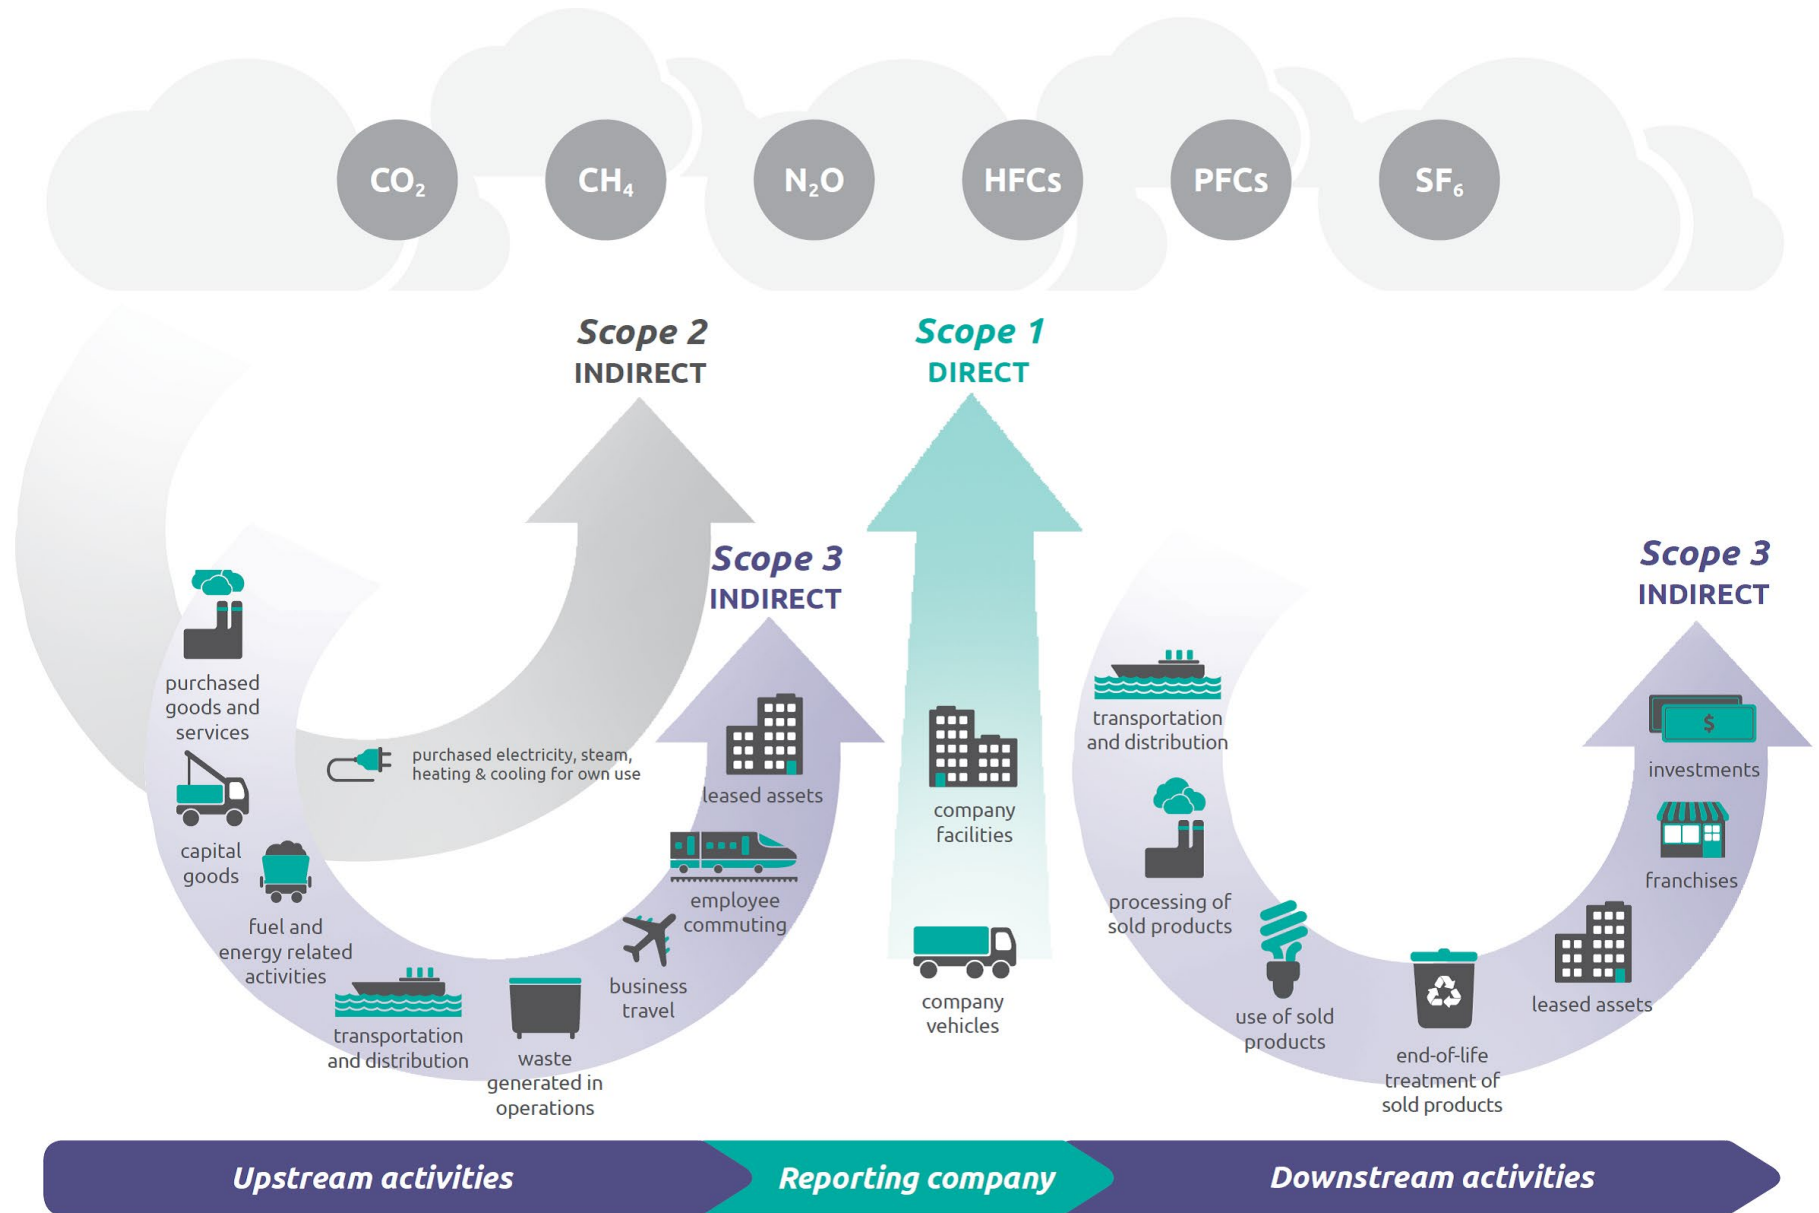 CO₂
CH₄
N₂O
HFCs
PFCs
SF₆
Scope 2
INDIRECT
Scope 1
DIRECT
Scope 3
INDIRECT
Scope 3
INDIRECT
purchased
goods and
services
capital
goods
fuel and
energy related
activities
transportation
and distribution
waste
generated in
operations
business
travel
employee
commuting
leased assets
purchased electricity, steam,
heating & cooling for own use
company
facilities
company
vehicles
transportation
and distribution
processing of
sold products
use of sold
products
end-of-life
treatment of
sold products
leased assets
franchises
$
investments
Upstream activities
Reporting company
Downstream activities